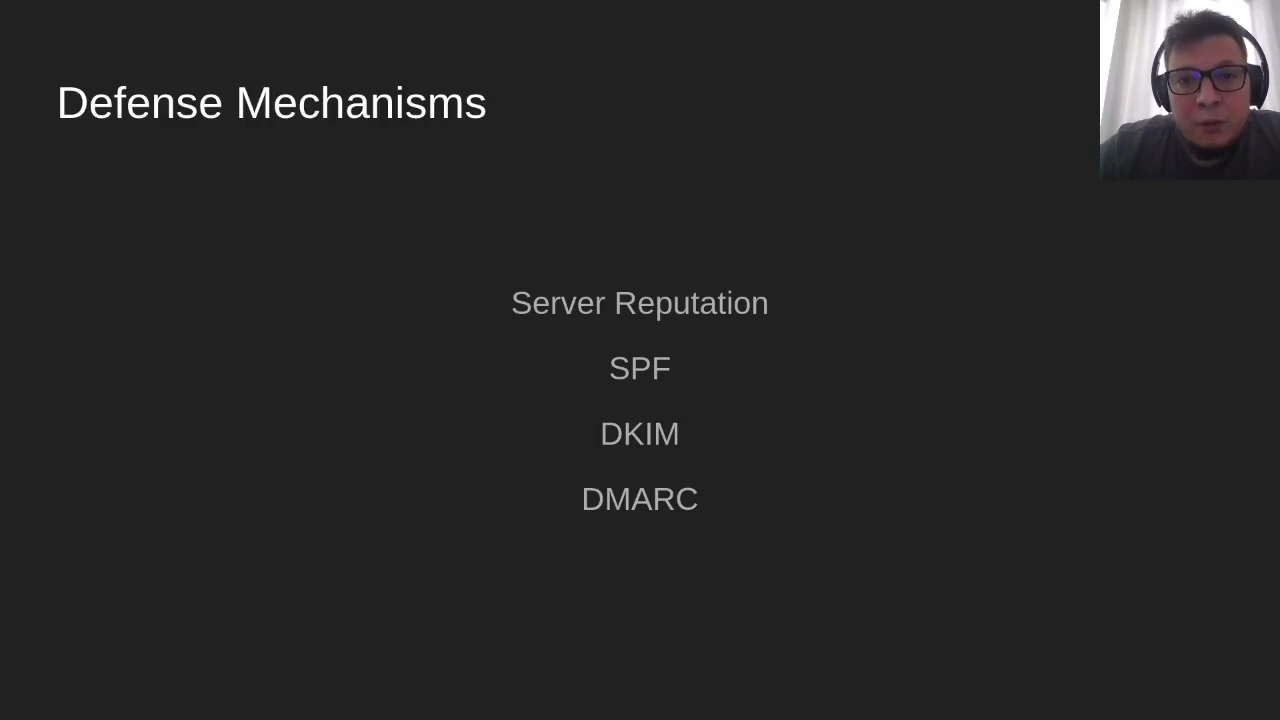 Defense Mechanisms
Server Reputation
SPF
DKIM
DMARC